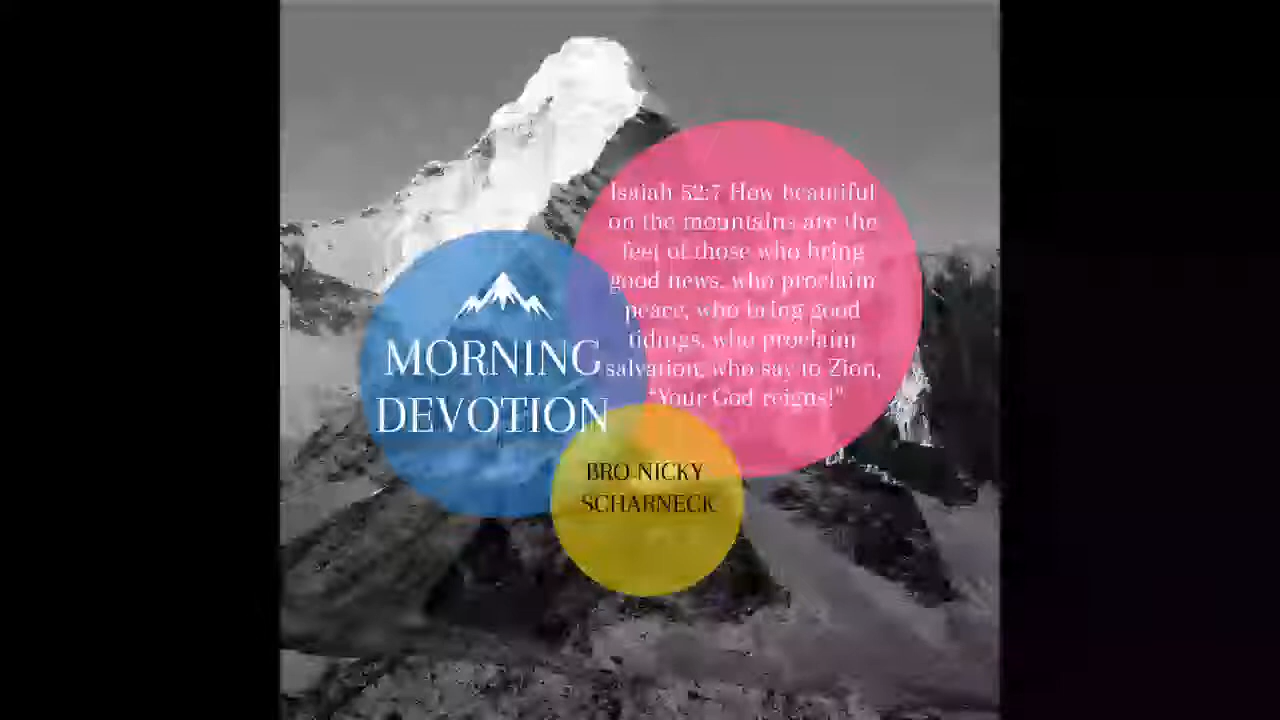 MORNING
DEVOTION
Isaiah 52:7 How beautiful
on the mountains are the
feet of those who bring
good news, who proclaim
peace, who bring good
tidings, who proclaim
salvation, who say to Zion,
"Your God reigns!"
BRO NICKY
SCHARNECK